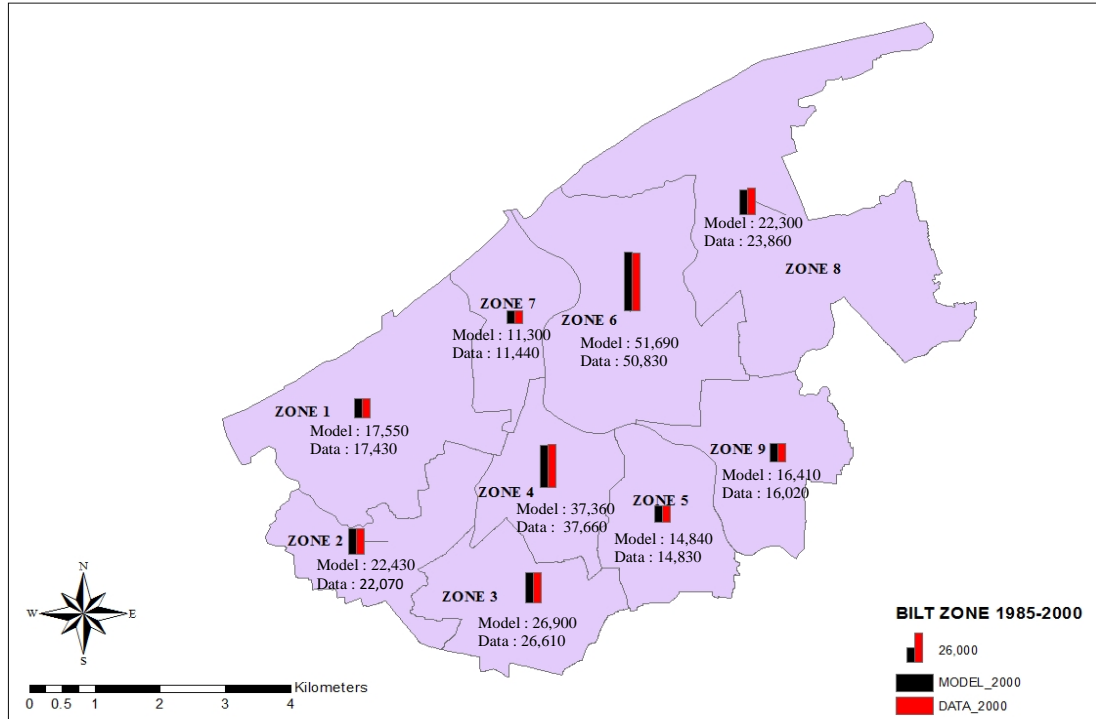 Model : 22,300
Data : 23,860
ZONE 8
ZONE 7
Model : 11,300
Data : 11,440
ZONE 6
Model : 51,690
Data : 50,830
ZONE 1
Model : 17,550
Data : 17,430
ZONE 9
Model : 16,410
Data : 16,020
ZONE 4
Model : 37,360
Data : 37,660
ZONE 5
Model : 14,840
Data : 14,830
ZONE 2
Model : 22,430
Data : 22,070
ZONE 3
Model : 26,900
Data : 26,610
N
W
E
S
Kilometers
0 0.5 1 2 3 4
BILT ZONE 1985-2000
26,000
MODEL_2000
DATA_2000